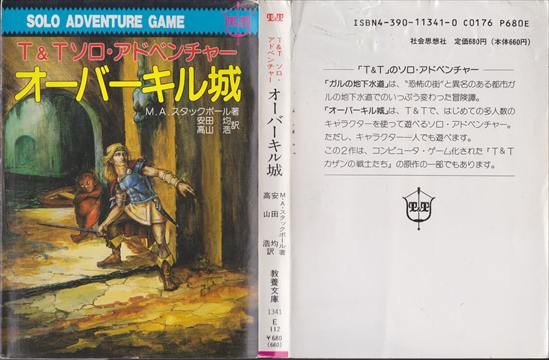 SOLO ADVENTURE GAME
T&T
T&Tソロ・アドベンチャー
オーバーキル城
M.A.スタックポール著
安田 均
高山 浩 訳
T&T
T&T ソロ・
アドベンチャー
オーバーキル城
M.A.スタックポール著
安田 均
高山 浩 訳
教養文庫
1341
E
112
¥680
(660)
ISBN4-390-11341-0 C0176 P680E
社会思想社 定価680円(本体660円)
「T&T」のソロ・アドベンチャー
「ガルの地下水道」は、“恐怖の街”と異名のある都市ガ
ルの地下水道でのいっぷう変わった冒険譚。
「オーバーキル城」は、T&Tで、はじめての多人数の
キャラクターを使って遊べるソロ・アドベンチャー。
ただし、キャラクター一人でも遊べます。
この2作は、コンピュータ・ゲーム化された『T&T
カザンの戦士たち』の原作の一部でもあります。